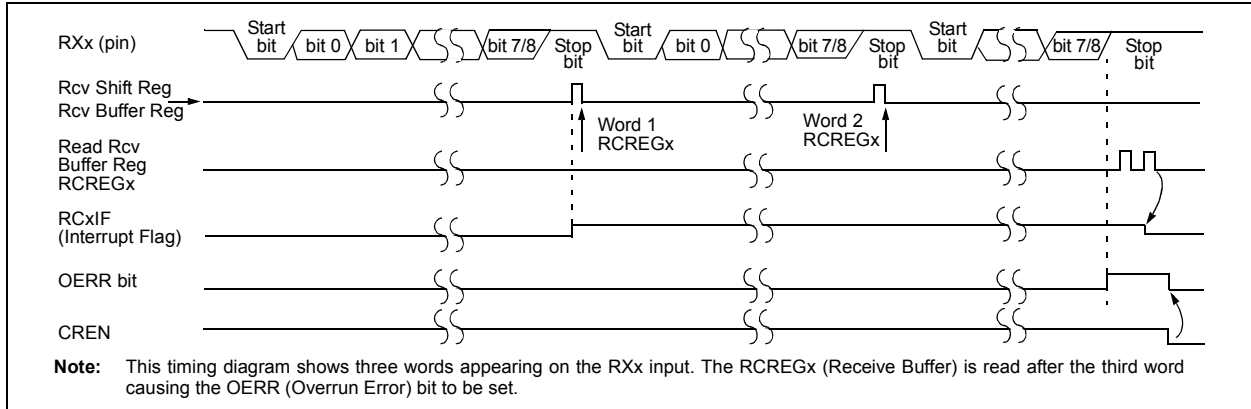 RXx (pin)
Start bit
bit 0
bit 1
bit 7/8
Stop bit
Start bit
bit 0
bit 7/8
Stop bit
Start bit
bit 7/8
Stop bit
Rcv Shift Reg
Rcv Buffer Reg
Word 1
RCREGx
Word 2
RCREGx
Read Rcv
Buffer Reg
RCREGx
RCxIF
(Interrupt Flag)
OERR bit
CREN
Note: This timing diagram shows three words appearing on the RXx input. The RCREGx (Receive Buffer) is read after the third word
causing the OERR (Overrun Error) bit to be set.